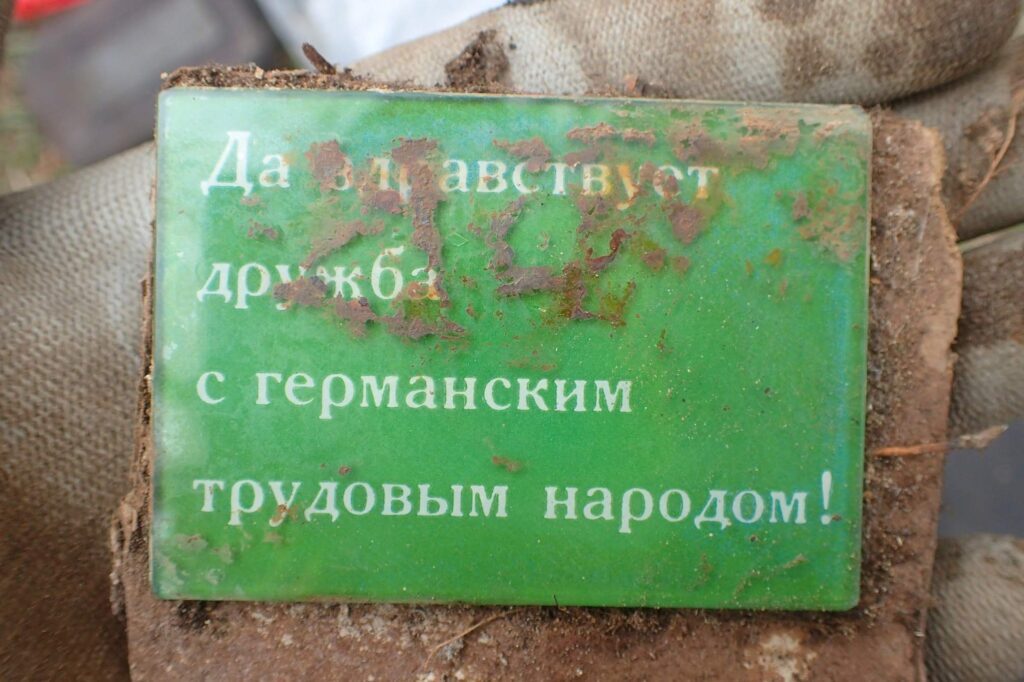 Да здравствует
дружба
с германским
трудовым народом!